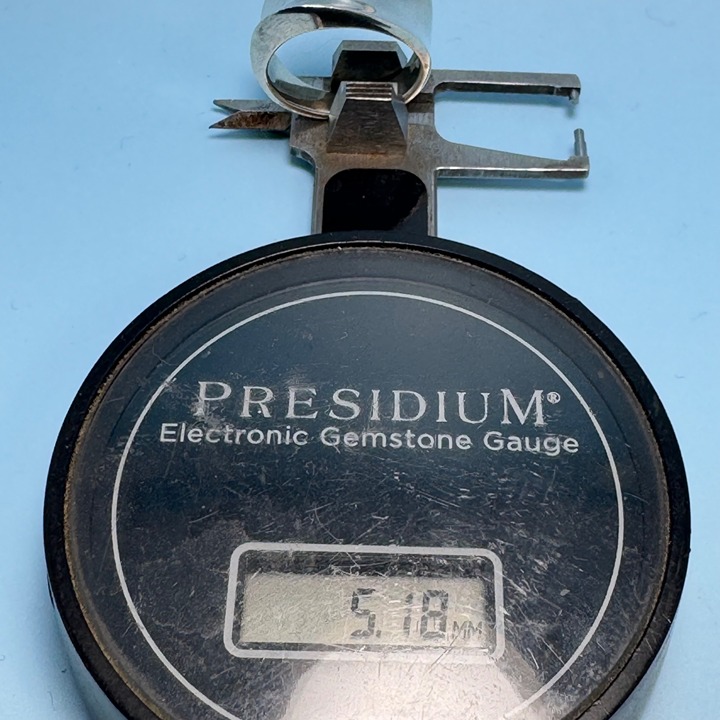 PRESIDIUM®
Electronic Gemstone Gauge
5.18 MM